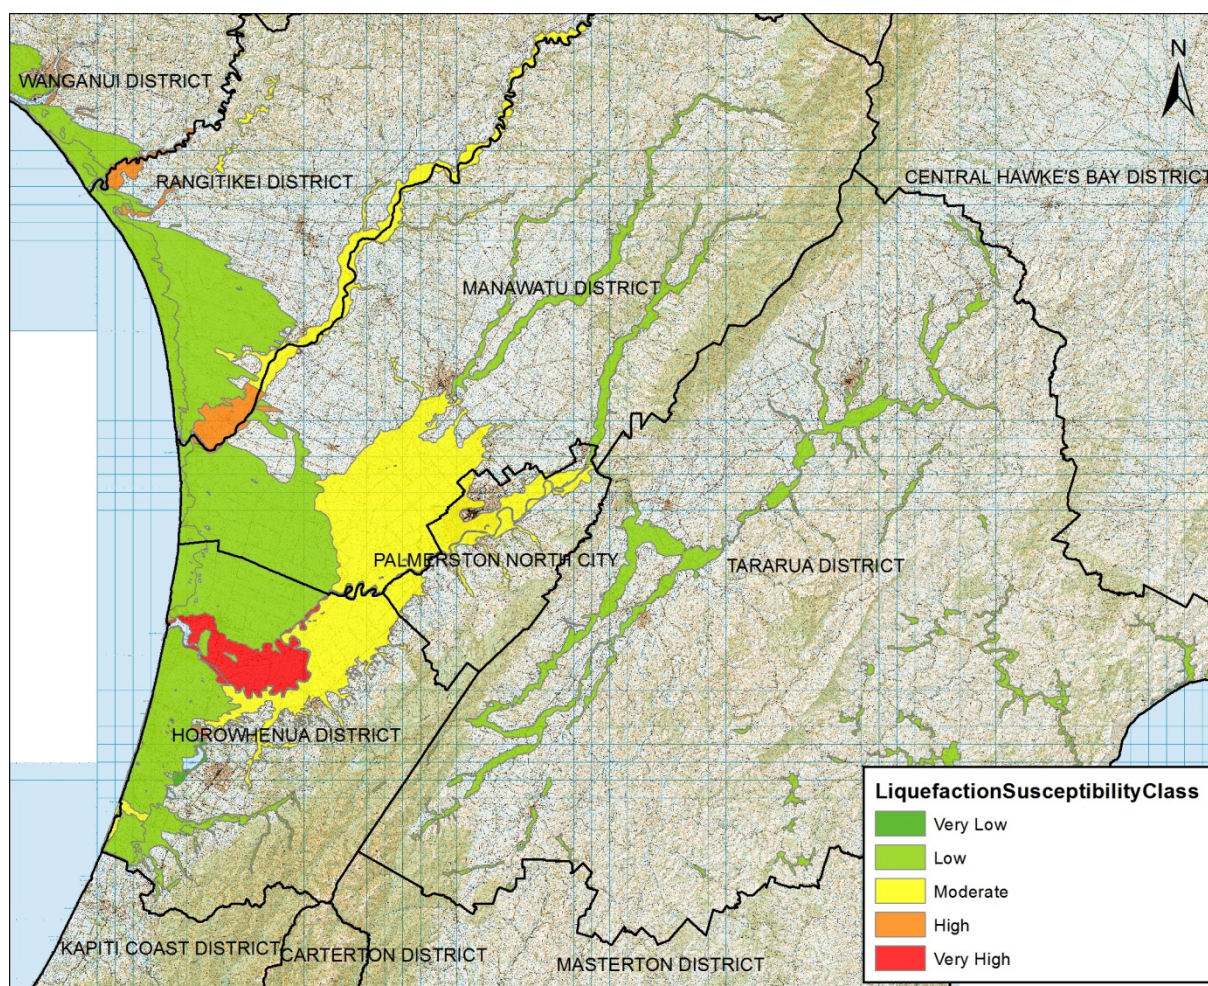 N
WANGANUI DISTRICT
RANGITIKEI DISTRICT
CENTRAL HAWKE'S BAY DISTRICT
MANAWATU DISTRICT
PALMERSTON NORTH CITY
TARARUA DISTRICT
HOROWHENUA DISTRICT
KAPITI COAST DISTRICT
CARTERTON DISTRICT
MASTERTON DISTRICT
LiquefactionSusceptibilityClass
Very Low
Low
Moderate
High
Very High